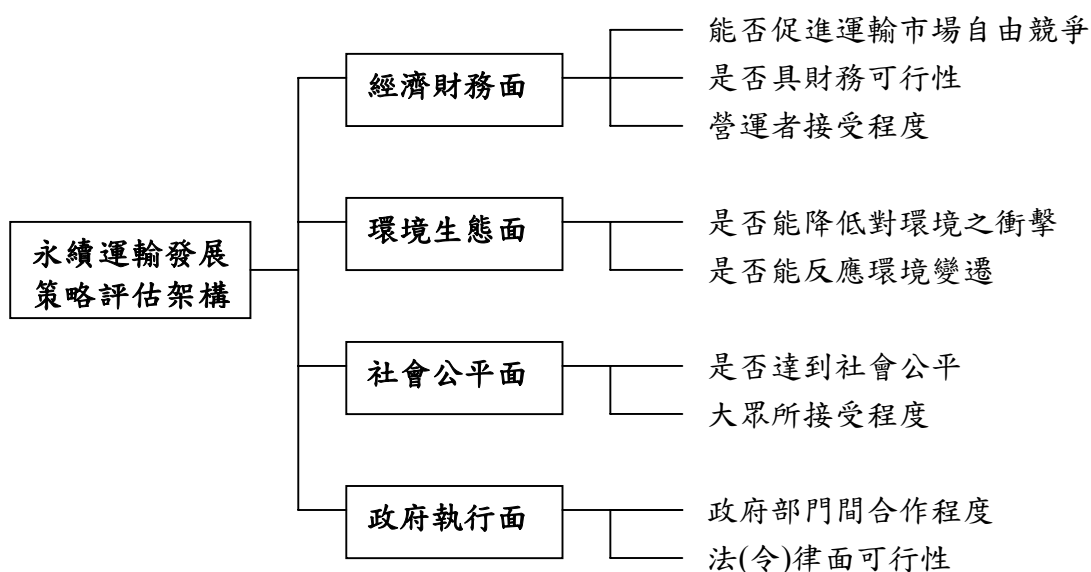 永續運輸發展
策略評估架構
經濟財務面
能否促進運輸市場自由競爭
是否具財務可行性
營運者接受程度
環境生態面
是否能降低對環境之衝擊
是否能反應環境變遷
社會公平面
是否達到社會公平
大眾所接受程度
政府執行面
政府部門間合作程度
法(令)律面可行性